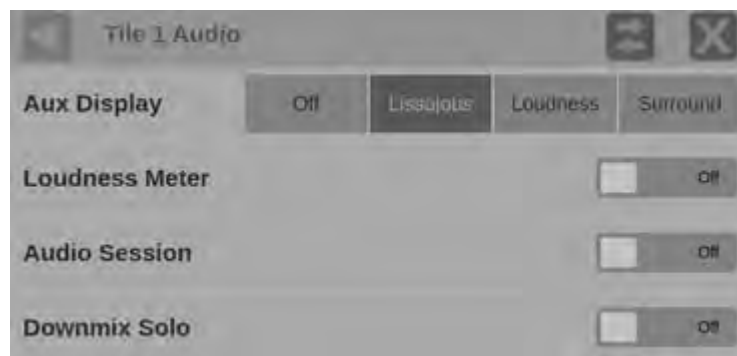 Tile 1 Audio
Aux Display Off Lissajous Loudness Surround
Loudness Meter Off
Audio Session Off
Downmix Solo Off